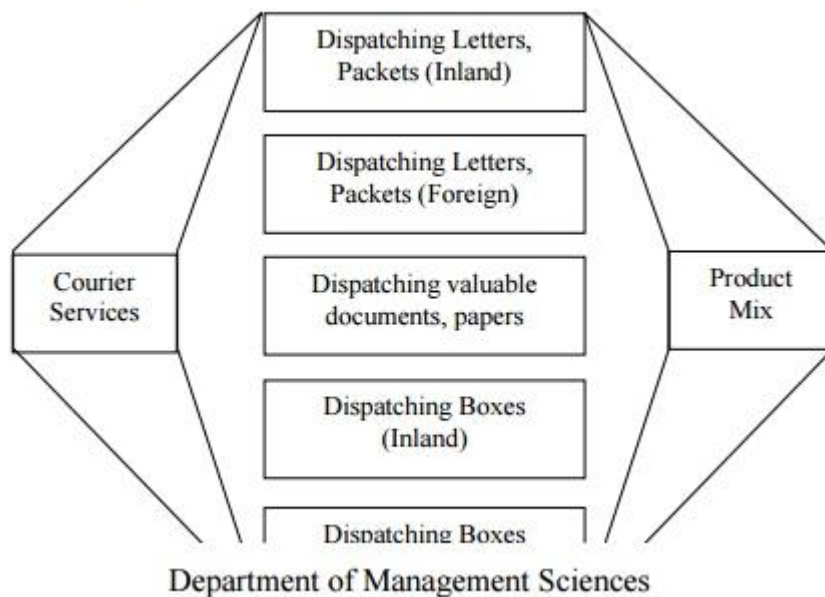 Dispatching Letters,
Packets (Inland)
Dispatching Letters,
Packets (Foreign)
Courier
Services
Dispatching valuable
documents, papers
Product
Mix
Dispatching Boxes
(Inland)
Dispatching Boxes
Department of Management Sciences